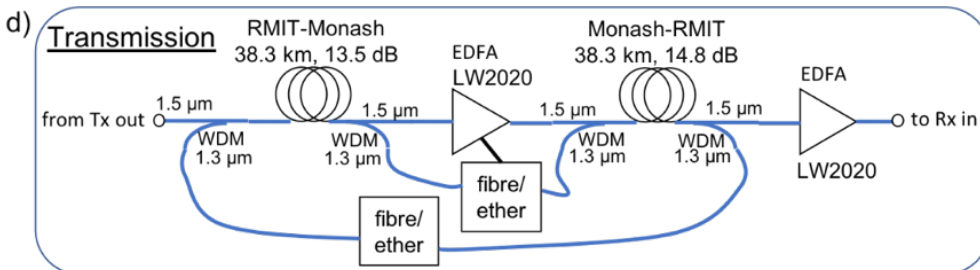 d)
Transmission
RMIT-Monash
38.3 km, 13.5 dB
EDFA
LW2020
Monash-RMIT
38.3 km, 14.8 dB
EDFA
LW2020
from Tx out
1.5 µm
WDM
1.3 µm
1.5 µm
WDM
1.3 µm
1.5 µm
WDM
1.3 µm
1.5 µm
WDM
1.3 µm
to Rx in
fibre/
ether
fibre/
ether